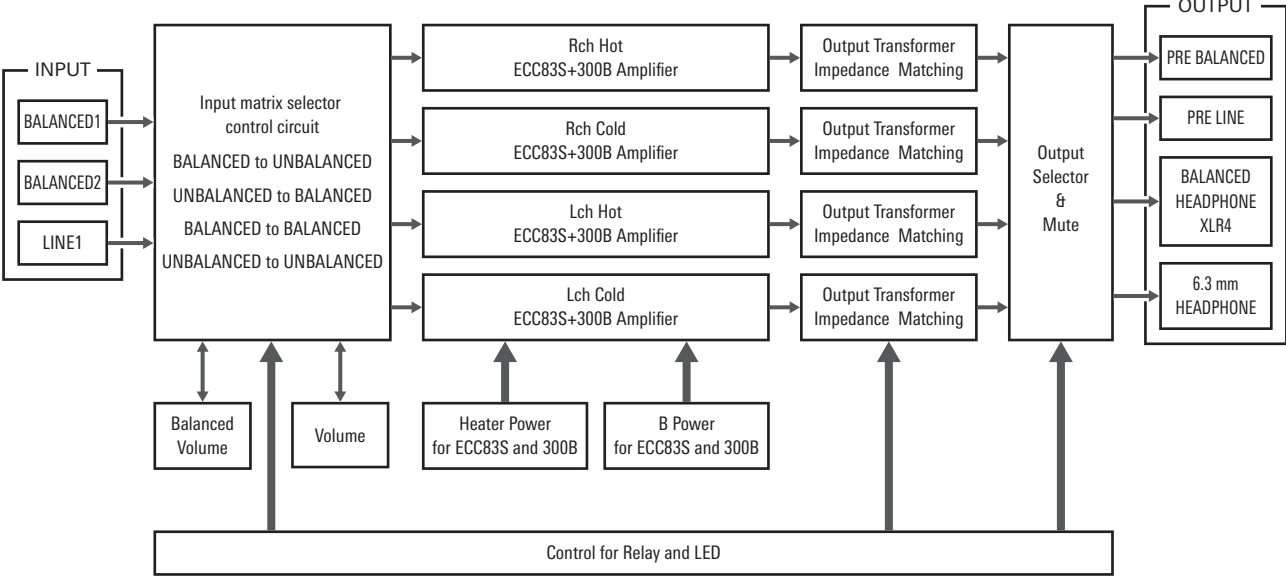 INPUT
BALANCED1
BALANCED2
LINE1
Input matrix selector
control circuit
BALANCED to UNBALANCED
UNBALANCED to BALANCED
BALANCED to BALANCED
UNBALANCED to UNBALANCED
Balanced
Volume
Volume
Rch Hot
ECC83S+300B Amplifier
Rch Cold
ECC83S+300B Amplifier
Lch Hot
ECC83S+300B Amplifier
Lch Cold
ECC83S+300B Amplifier
Heater Power
for ECC83S and 300B
B Power
for ECC83S and 300B
Output Transformer
Impedance Matching
Output Transformer
Impedance Matching
Output Transformer
Impedance Matching
Output Transformer
Impedance Matching
Output
Selector
&
Mute
OUTPUT
PRE BALANCED
PRE LINE
BALANCED
HEADPHONE
XLR4
6.3 mm
HEADPHONE
Control for Relay and LED